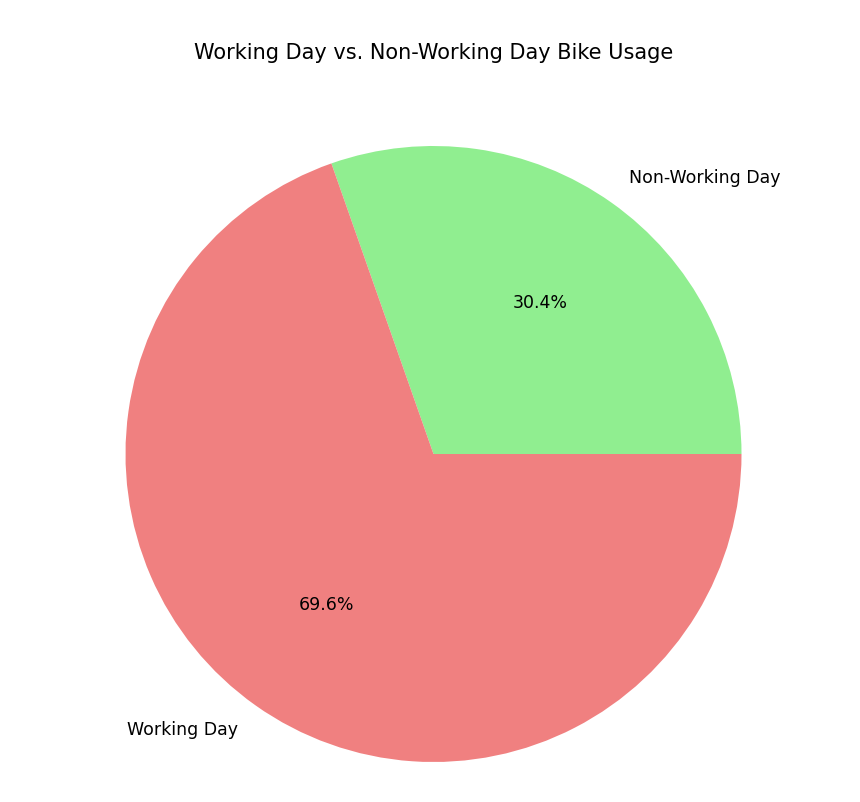 Working Day vs. Non-Working Day Bike Usage
Non-Working Day
30.4%
69.6%
Working Day